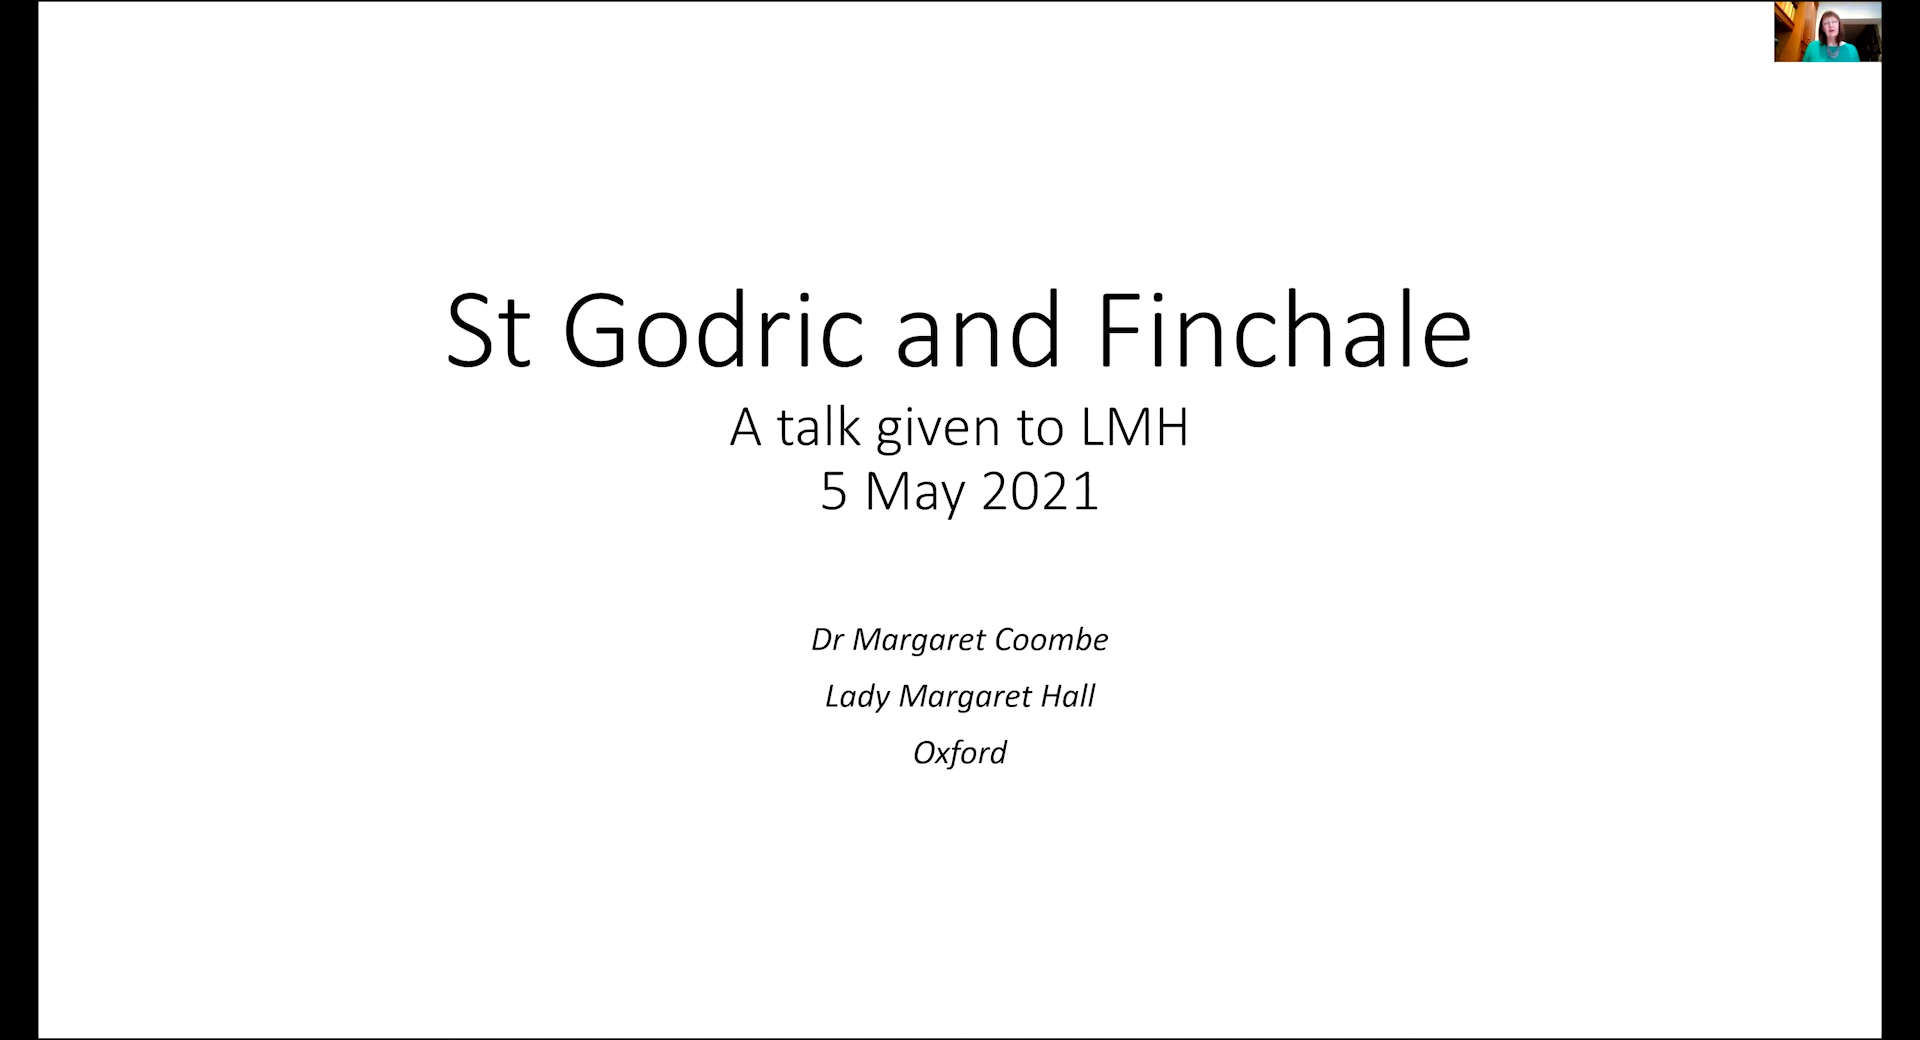 St Godric and Finchale
A talk given to LMH
5 May 2021
Dr Margaret Coombe
Lady Margaret Hall
Oxford